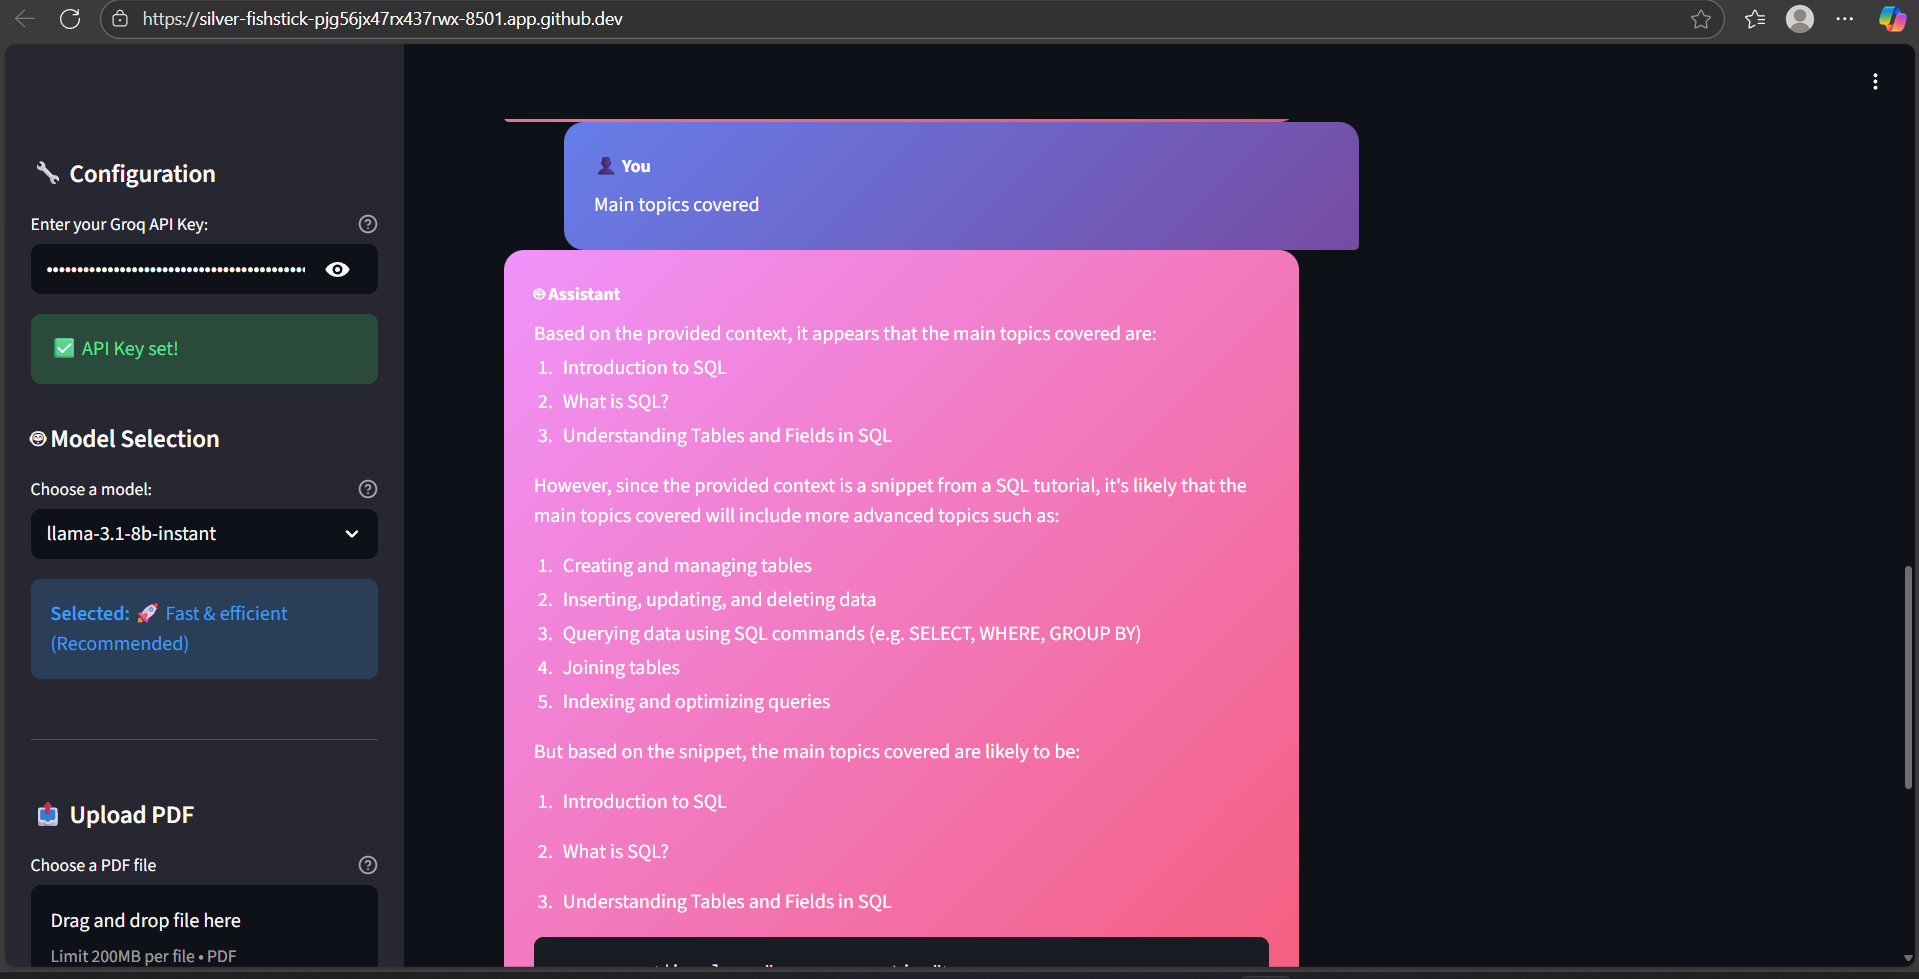 https://silver-fishstick-pjg56jx47rx437rwx-8501.app.github.dev
Configuration
Enter your Groq API Key:
API Key set!
Model Selection
Choose a model:
llama-3.1-8b-instant
Selected: 🚀 Fast & efficient
(Recommended)
Upload PDF
Choose a PDF file
Drag and drop file here
Limit 200MB per file • PDF
You
Main topics covered
Assistant
Based on the provided context, it appears that the main topics covered are:
1. Introduction to SQL
2. What is SQL?
3. Understanding Tables and Fields in SQL
However, since the provided context is a snippet from a SQL tutorial, it's likely that the
main topics covered will include more advanced topics such as:
1. Creating and managing tables
2. Inserting, updating, and deleting data
3. Querying data using SQL commands (e.g. SELECT, WHERE, GROUP BY)
4. Joining tables
5. Indexing and optimizing queries
But based on the snippet, the main topics covered are likely to be:
1. Introduction to SQL
2. What is SQL?
3. Understanding Tables and Fields in SQL